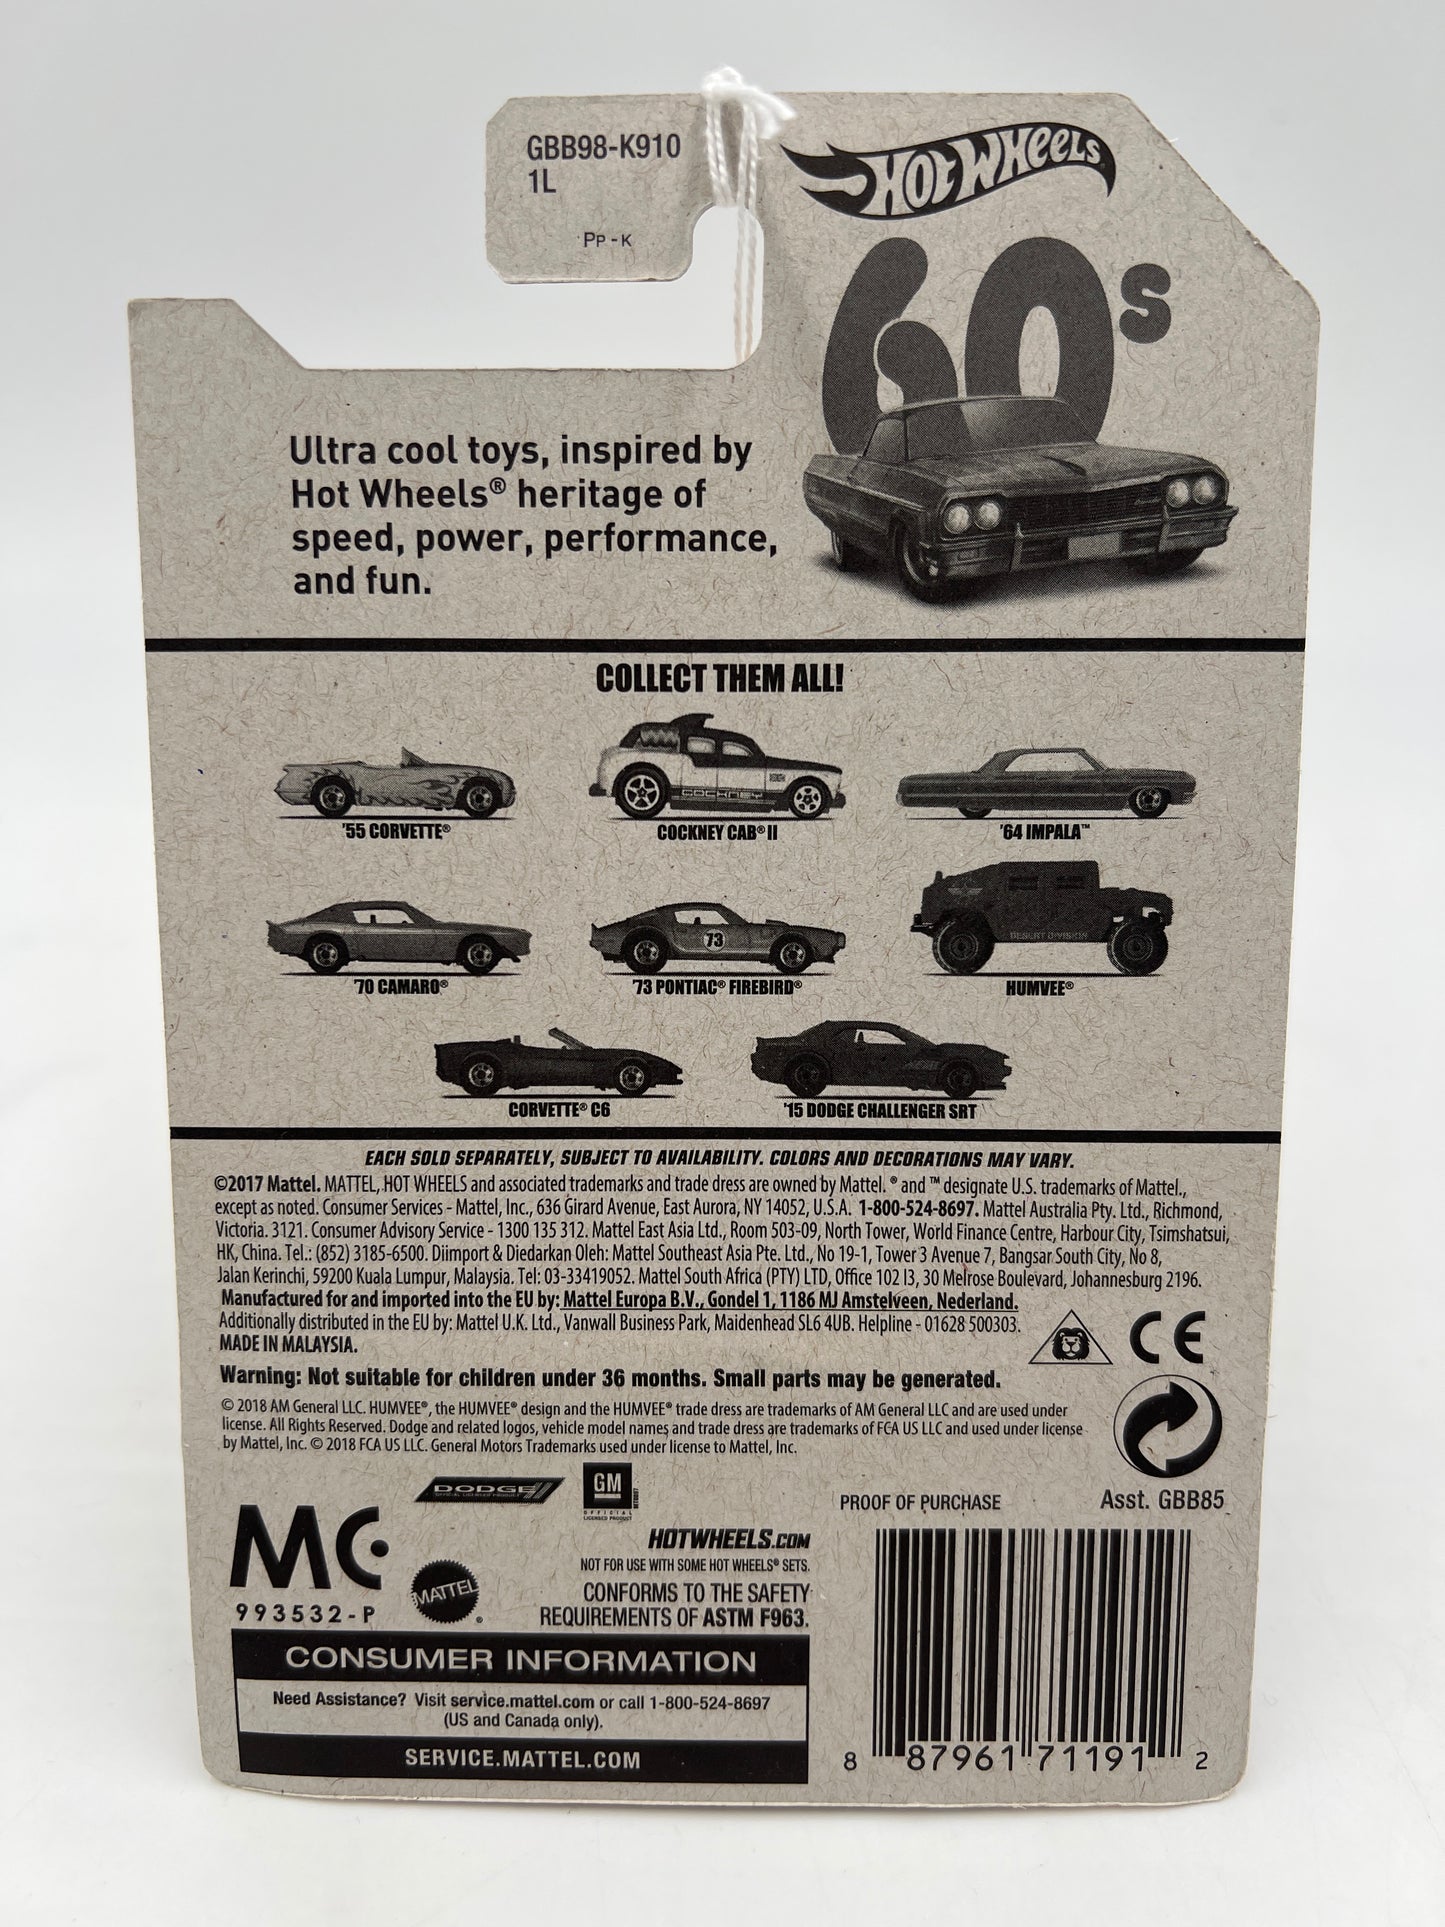 GBB98-K910
1L
PP - K
HOT WHEELS
60s
Ultra cool toys, inspired by
Hot Wheels® heritage of
speed, power, performance,
and fun.
COLLECT THEM ALL!
COCKNEY
'55 CORVETTE®
COCKNEY CAB® II
'64 IMPALA™
73
DESERT DIVISION
'70 CAMARO®
'73 PONTIAC® FIREBIRD®
HUMVEE®
CORVETTE® C6
'15 DODGE CHALLENGER SRT
EACH SOLD SEPARATELY, SUBJECT TO AVAILABILITY. COLORS AND DECORATIONS MAY VARY.
©2017 Mattel. MATTEL, HOT WHEELS and associated trademarks and trade dress are owned by Mattel. ® and ™ designate U.S. trademarks of Mattel.,
except as noted. Consumer Services - Mattel, Inc., 636 Girard Avenue, East Aurora, NY 14052, U.S.A. 1-800-524-8697. Mattel Australia Pty. Ltd., Richmond,
Victoria. 3121. Consumer Advisory Service - 1300 135 312. Mattel East Asia Ltd., Room 503-09, North Tower, World Finance Centre, Harbour City, Tsimshatsui,
HK, China. Tel.: (852) 3185-6500. Diimport & Diedarkan Oleh: Mattel Southeast Asia Pte. Ltd., No 19-1, Tower 3 Avenue 7, Bangsar South City, No 8,
Jalan Kerinchi, 59200 Kuala Lumpur, Malaysia. Tel: 03-33419052. Mattel South Africa (PTY) LTD, Office 102 I3, 30 Melrose Boulevard, Johannesburg 2196.
Manufactured for and imported into the EU by: Mattel Europa B.V., Gondel 1, 1186 MJ Amstelveen, Nederland.
Additionally distributed in the EU by: Mattel U.K. Ltd., Vanwall Business Park, Maidenhead SL6 4UB. Helpline - 01628 500303.
MADE IN MALAYSIA.
CE
Warning: Not suitable for children under 36 months. Small parts may be generated.
© 2018 AM General LLC. HUMVEE®, the HUMVEE® design and the HUMVEE® trade dress are trademarks of AM General LLC and are used under
license. All Rights Reserved. Dodge and related logos, vehicle model names and trade dress are trademarks of FCA US LLC and used under license
by Mattel, Inc. © 2018 FCA US LLC. General Motors Trademarks used under license to Mattel, Inc.
DODGE
OFFICIAL LICENSED PRODUCT
GM
OFFICIAL
LICENSED PRODUCT
PROOF OF PURCHASE
Asst. GBB85
MC
993532-P
MATTEL®
HOTWHEELS.COM
NOT FOR USE WITH SOME HOT WHEELS® SETS.
CONFORMS TO THE SAFETY
REQUIREMENTS OF ASTM F963.
CONSUMER INFORMATION
Need Assistance? Visit service.mattel.com or call 1-800-524-8697
(US and Canada only).
SERVICE.MATTEL.COM
8 87961 71191 2